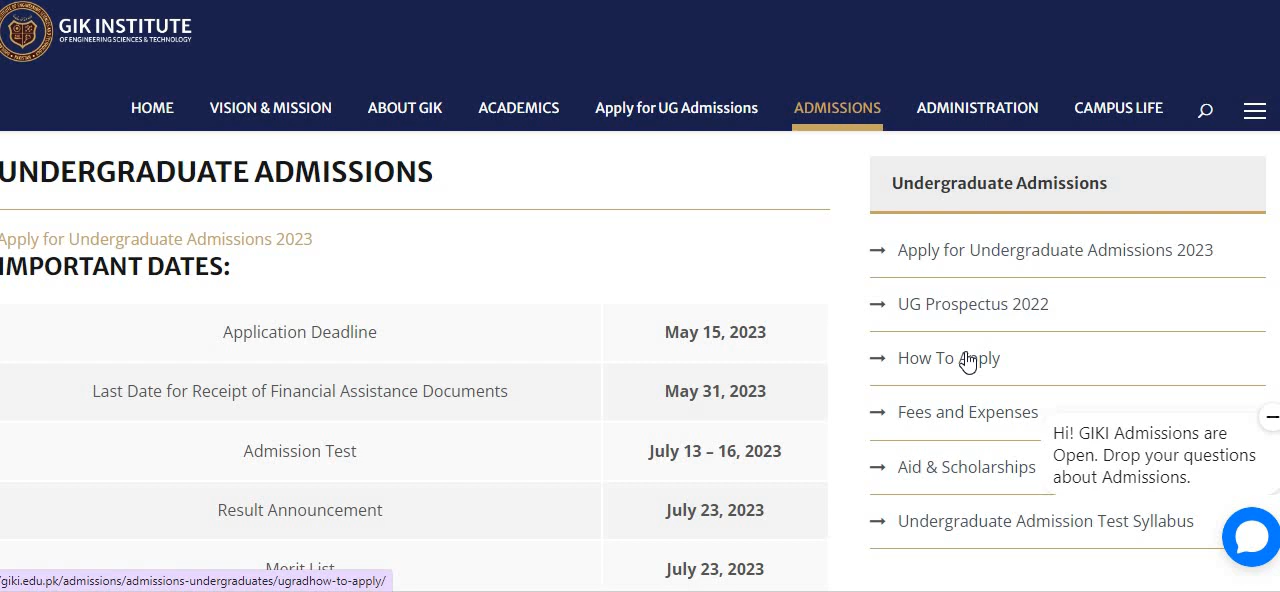 GIK INSTITUTE
OF ENGINEERING SCIENCES & TECHNOLOGY
HOME VISION & MISSION ABOUT GIK ACADEMICS Apply for UG Admissions ADMISSIONS ADMINISTRATION CAMPUS LIFE
UNDERGRADUATE ADMISSIONS
Apply for Undergraduate Admissions 2023
IMPORTANT DATES:
Application Deadline May 15, 2023
Last Date for Receipt of Financial Assistance Documents May 31, 2023
Admission Test July 13 – 16, 2023
Result Announcement July 23, 2023
Merit List July 23, 2023
/giki.edu.pk/admissions/admissions-undergraduates/ugradhow-to-apply/
Undergraduate Admissions
Apply for Undergraduate Admissions 2023
UG Prospectus 2022
How To Apply
Fees and Expenses
Aid & Scholarships
Undergraduate Admission Test Syllabus
Hi! GIKI Admissions are
Open. Drop your questions
about Admissions.